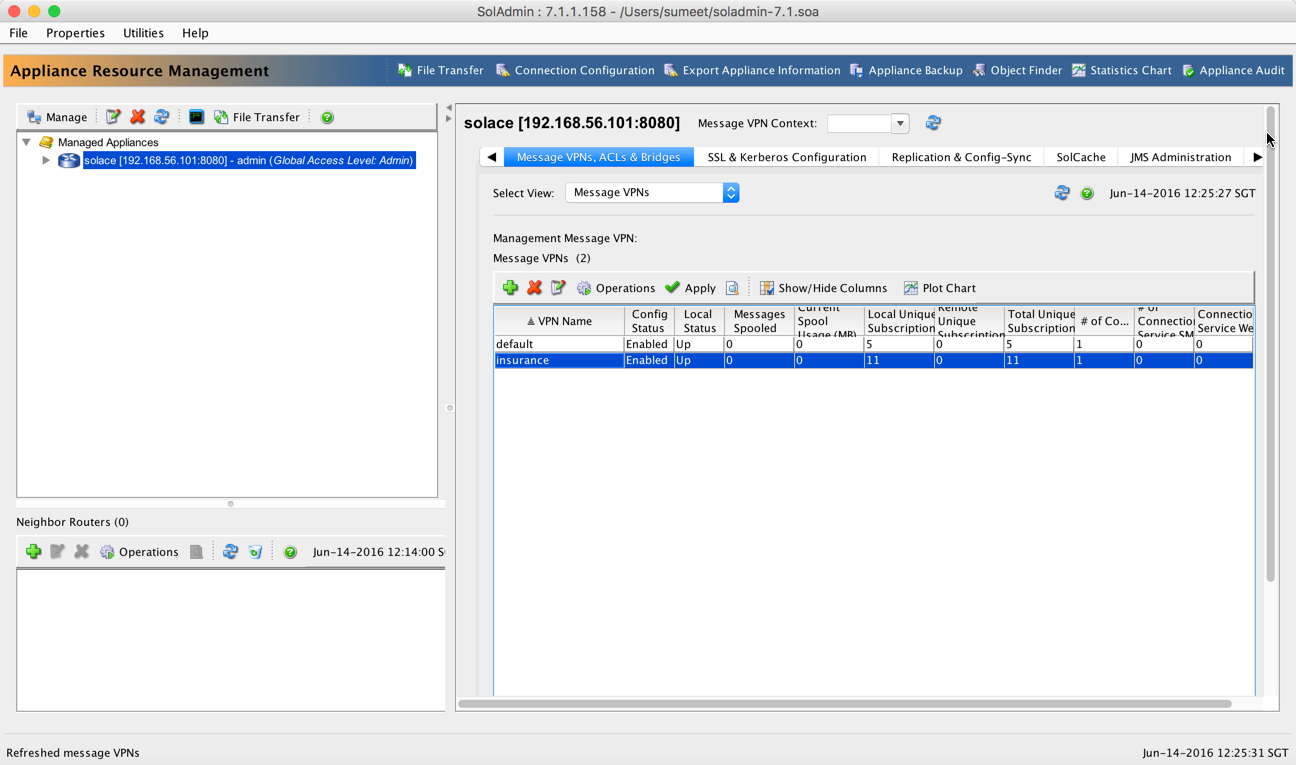 SolAdmin : 7.1.1.158 - /Users/sumeet/soladmin-7.1.soa
File Properties Utilities Help
Appliance Resource Management
File Transfer Connection Configuration Export Appliance Information Appliance Backup Object Finder Statistics Chart Appliance Audit
Manage File Transfer
Managed Appliances
solace [192.168.56.101:8080] - admin (Global Access Level: Admin)
Neighbor Routers (0)
Operations Jun-14-2016 12:14:00 S
solace [192.168.56.101:8080] Message VPN Context:
Message VPNs, ACLs & Bridges SSL & Kerberos Configuration Replication & Config-Sync SolCache JMS Administration
Select View: Message VPNs Jun-14-2016 12:25:27 SGT
Management Message VPN:
Message VPNs (2)
Operations Apply Show/Hide Columns Plot Chart
VPN Name
Config
Status
Local
Status
Messages
Spooled
Current
Spool
Usage (MB)
Local Unique
Subscription
Remote
Unique
Subscription
Total Unique
Subscription
# of Co...
# of
Connectio
Service SM
Connectio
Service We
default Enabled Up 0 0 5 0 5 1 0 0
insurance Enabled Up 0 0 11 0 11 1 0 0
Refreshed message VPNs Jun-14-2016 12:25:31 SGT